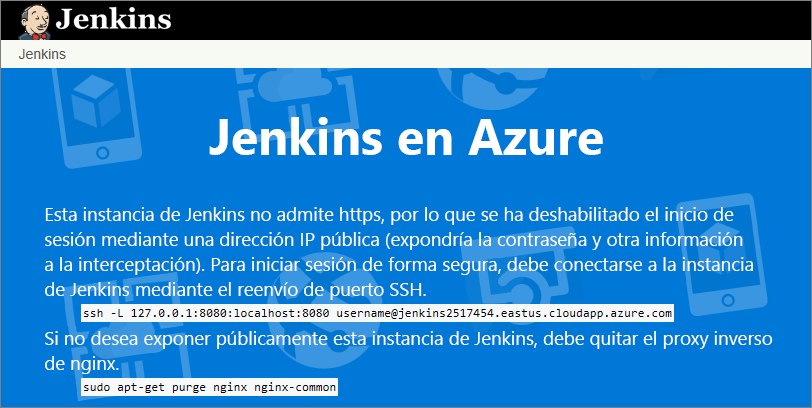 Jenkins
Jenkins
Jenkins en Azure
Esta instancia de Jenkins no admite https, por lo que se ha deshabilitado el inicio de
sesión mediante una dirección IP pública (expondría la contraseña y otra información
a la interceptación). Para iniciar sesión de forma segura, debe conectarse a la instancia
de Jenkins mediante el reenvío de puerto SSH.
ssh -L 127.0.0.1:8080:localhost:8080 username@jenkins2517454.eastus.cloudapp.azure.com
Si no desea exponer públicamente esta instancia de Jenkins, debe quitar el proxy inverso
de nginx.
sudo apt-get purge nginx nginx-common